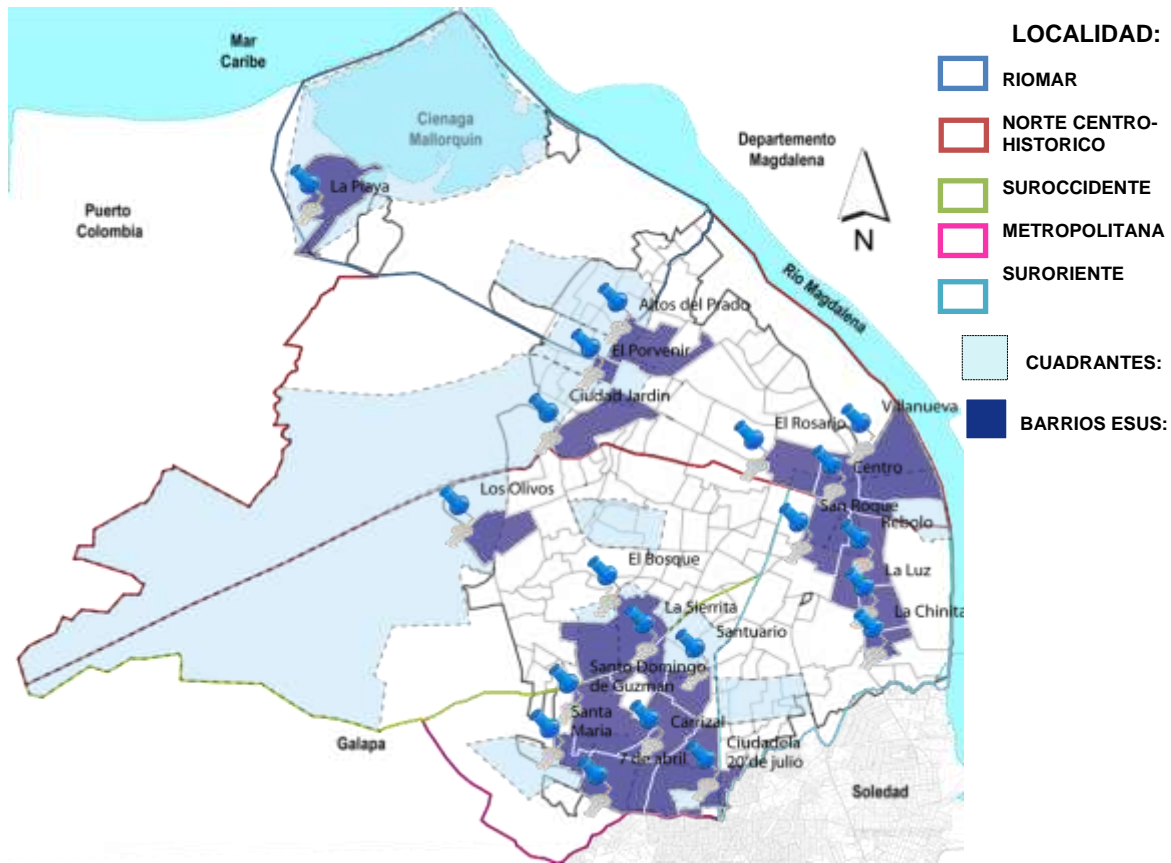 Mar
Caribe
Cienaga
Mallorquin
Departemento
Magdalena
La Playa
Puerto
Colombia
N
Rio Magdalena
Altos del Prado
El Porvenir
Ciudad Jardin
Villanueva
El Rosario
Centro
Los Olivos
San Roque
Rebolo
El Bosque
La Luz
La Sierrita
La Chinita
Santuario
Santo Domingo
de Guzman
Santa
Maria
Carrizal
Galapa
7 de abril
Ciudadela
20 de julio
Soledad
LOCALIDAD:
RIOMAR
NORTE CENTRO-
HISTORICO
SUROCCIDENTE
METROPOLITANA
SURORIENTE
CUADRANTES:
BARRIOS ESUS: